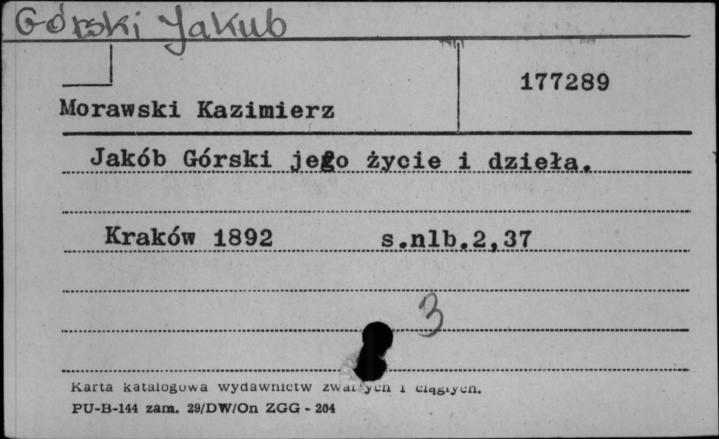 Górski Jakub
177289
Morawski Kazimierz
Jakób Górski jego życie i dzieła.
Kraków 1892 s.nlb.2,37
3
Karta katalogowa wydawnictw zwartych i ciągłych.
PU-B-144 zam. 29/DW/On ZGG - 204